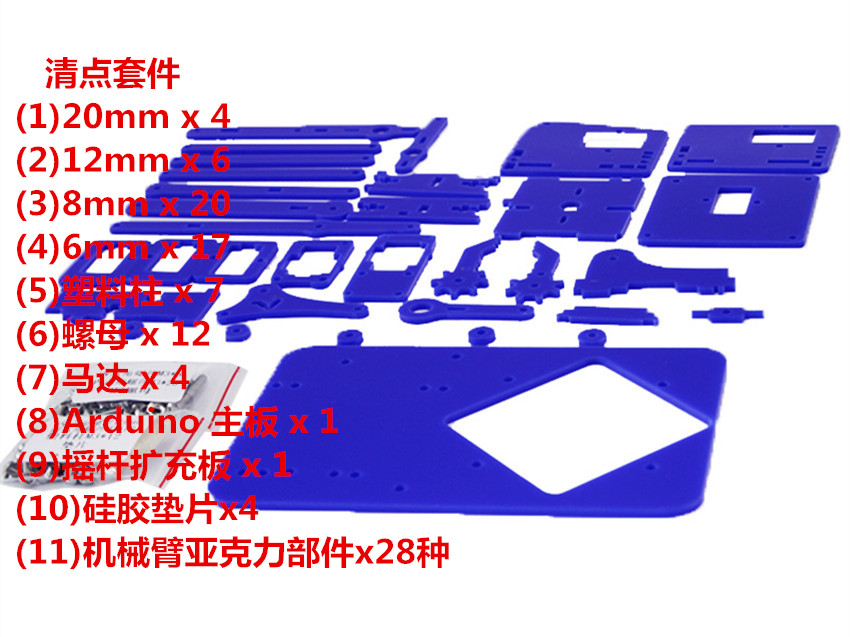 清点套件
(1)20mm x 4
(2)12mm x 6
(3)8mm x 20
(4)6mm x 17
(5)塑料柱 x 7
(6)螺母 x 12
(7)马达 x 4
(8)Arduino 主板 x 1
(9)摇杆扩充板 x 1
(10)硅胶垫片x4
(11)机械臂亚克力部件x28种